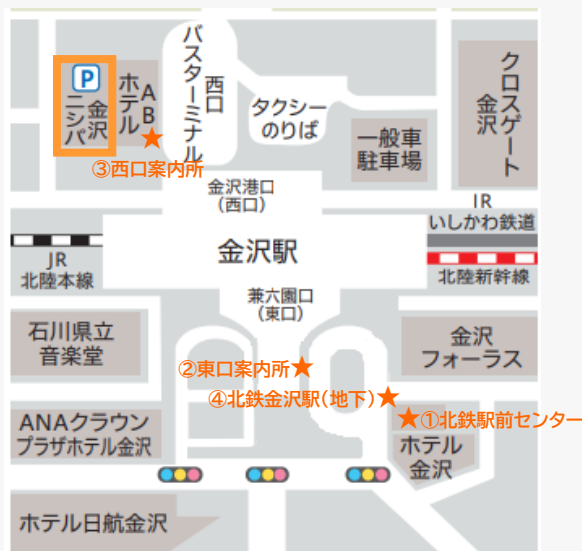 P
金沢
ニシパ
AB
ホテル
西口
バスターミナル
タクシー
のりば
一般車
駐車場
クロスゲート
金沢
③西口案内所
金沢港口
(西口)
IR
いしかわ鉄道
金沢駅
JR
北陸本線
北陸新幹線
兼六園口
(東口)
石川県立
音楽堂
金沢
フォーラス
②東口案内所★
④北鉄金沢駅(地下)★
★①北鉄駅前センター
ANAクラウン
プラザホテル金沢
ホテル
金沢
ホテル日航金沢